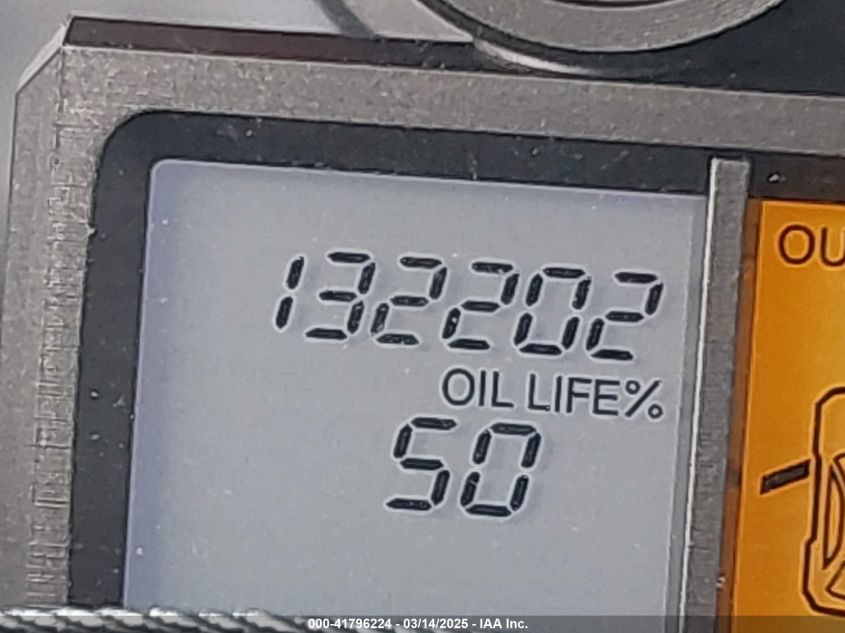 132202
OIL LIFE%
50
OU
000-41796224 - 03/14/2025 - IAA Inc.